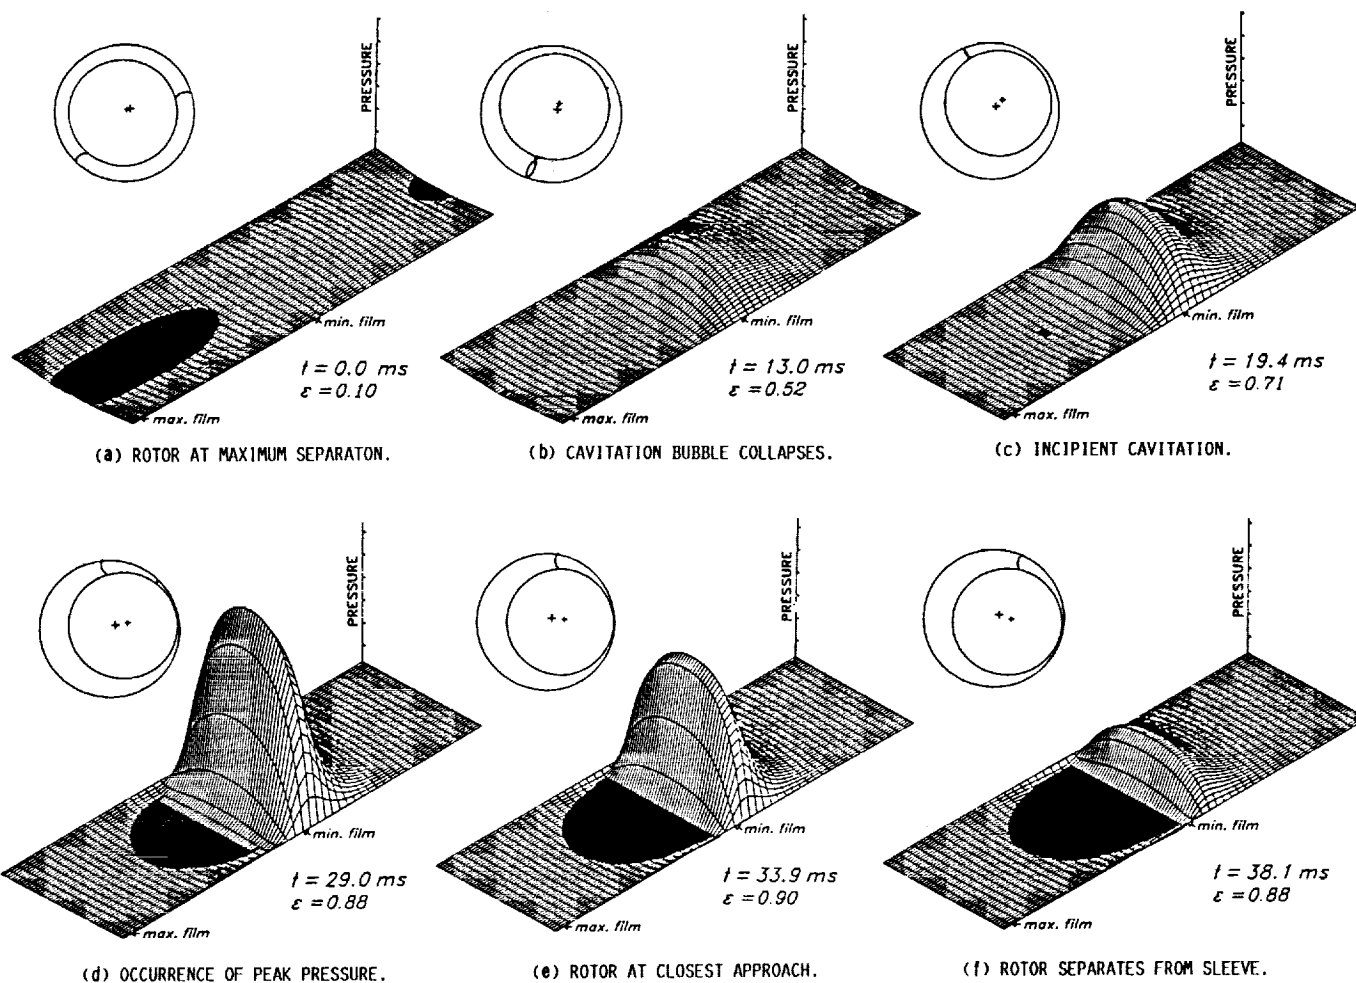 PRESSURE
min. film
t = 0.0 ms
ε = 0.10
max. film
(a) ROTOR AT MAXIMUM SEPARATON.
PRESSURE
min. film
t = 13.0 ms
ε = 0.52
max. film
(b) CAVITATION BUBBLE COLLAPSES.
PRESSURE
min. film
t = 19.4 ms
ε = 0.71
max. film
(c) INCIPIENT CAVITATION.
PRESSURE
min. film
t = 29.0 ms
ε = 0.88
max. film
(d) OCCURRENCE OF PEAK PRESSURE.
PRESSURE
min. film
t = 33.9 ms
ε = 0.90
max. film
(e) ROTOR AT CLOSEST APPROACH.
PRESSURE
min. film
t = 38.1 ms
ε = 0.88
max. film
(f) ROTOR SEPARATES FROM SLEEVE.